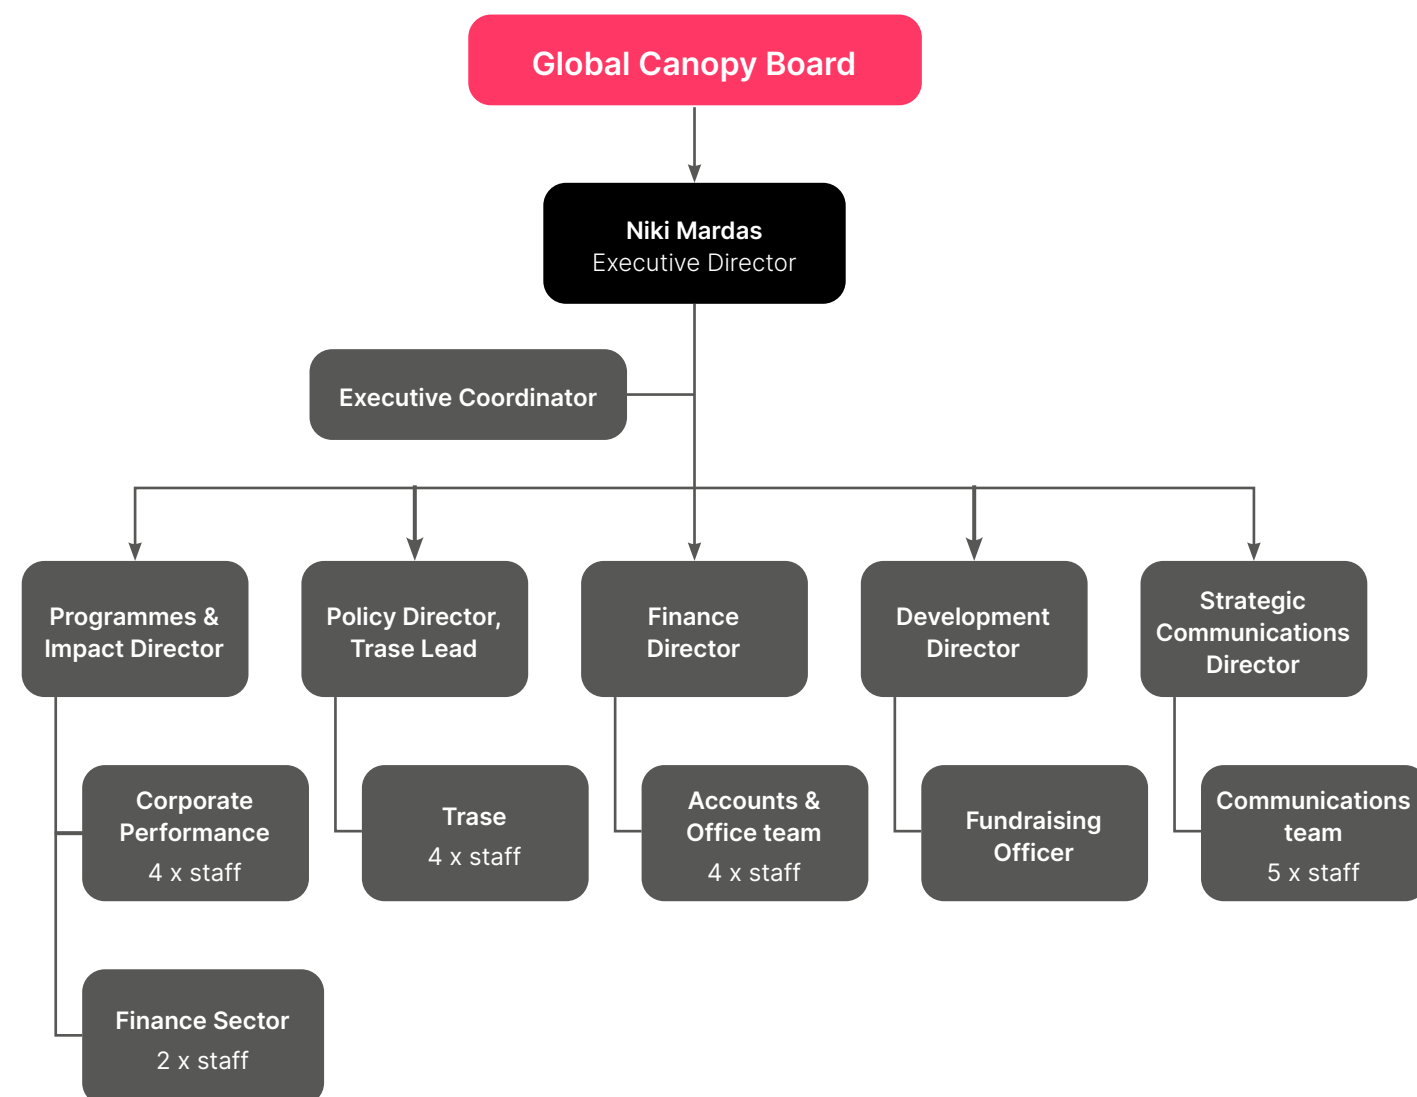 Global Canopy Board
Niki Mardas
Executive Director
Executive Coordinator
Programmes &
Impact Director
Policy Director,
Trase Lead
Finance
Director
Development
Director
Strategic
Communications
Director
Corporate
Performance
4 x staff
Trase
4 x staff
Accounts &
Office team
4 x staff
Fundraising
Officer
Communications
team
5 x staff
Finance Sector
2 x staff